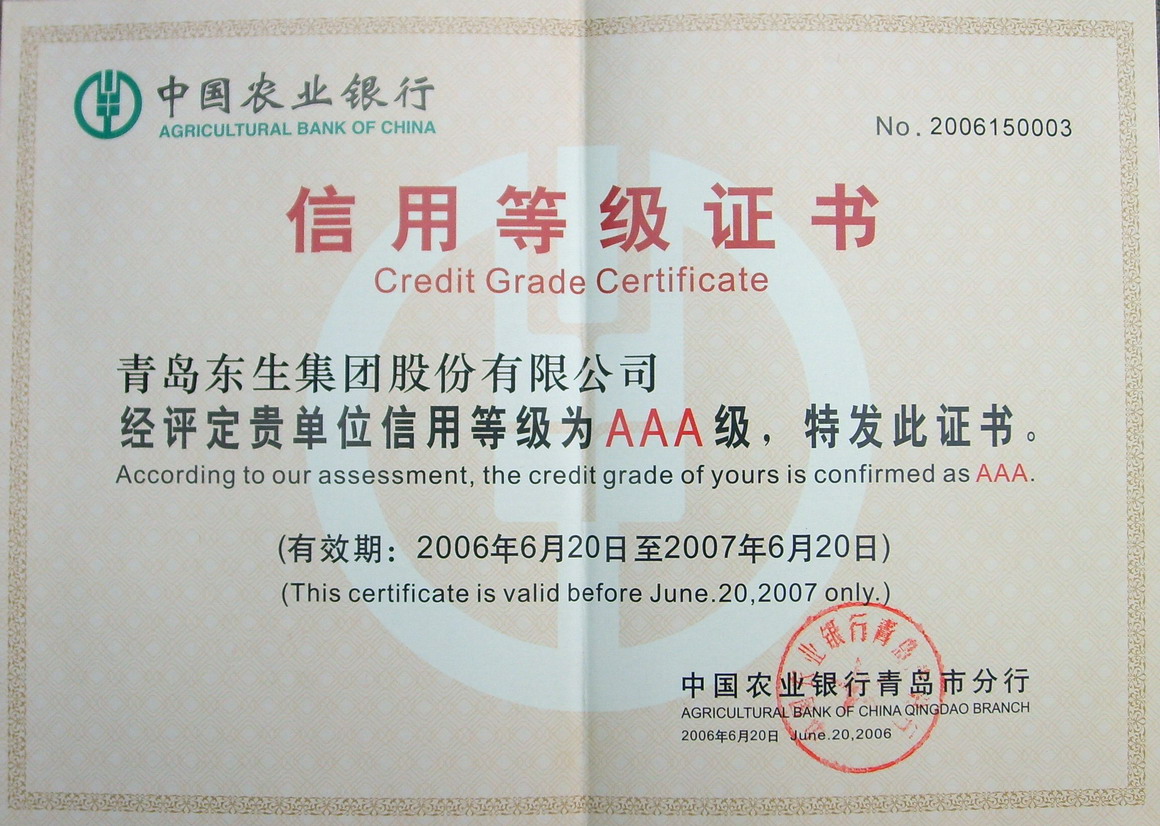 中国农业银行
AGRICULTURAL BANK OF CHINA
No. 2006150003
信用等级证书
Credit Grade Certificate
青岛东生集团股份有限公司
经评定贵单位信用等级为AAA级，特发此证书。
According to our assessment, the credit grade of yours is confirmed as AAA.
(有效期：2006年6月20日至2007年6月20日)
(This certificate is valid before June.20,2007 only.)
中国农业银行青岛市分行
AGRICULTURAL BANK OF CHINA QINGDAO BRANCH
2006年6月20日 June.20,2006